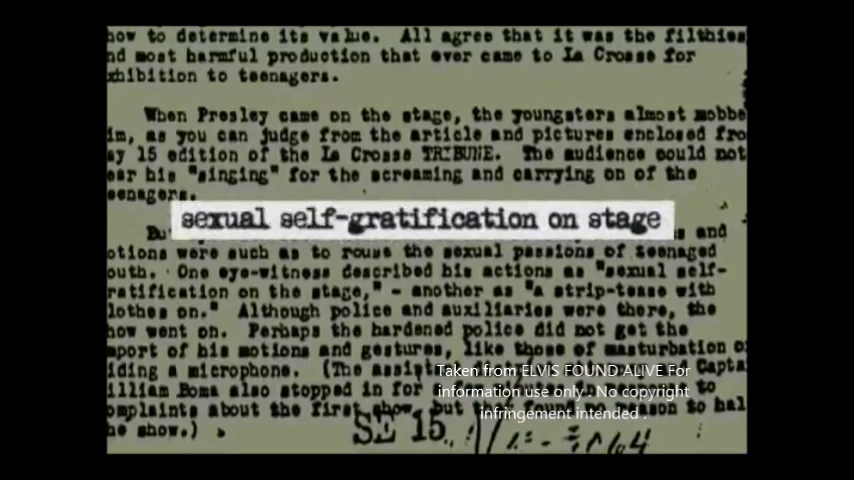 how to determine its value. All agree that it was the filthies
nd most harmful production that ever came to La Crosse for
xhibition to teenagers.
When Presley came on the stage, the youngsters almost mobbe
im, as you can judge from the article and pictures enclosed fro
ay 15 edition of the La Crosse TRIBUNE. The audience could not
ear his "singing" for the screaming and carrying on of the
eenagers.
sexual self-gratification on stage
Bu s and
otions were such as to rouse the sexual passions of teenaged
outh. One eye-witness described his actions as "sexual self-
ratification on the stage," - another as "a strip-tease with
lothes on." Although police and auxiliaries were there, the
how went on. Perhaps the hardened police did not get the
mport of his motions and gestures, like those of masturbation o
iding a microphone. (The assist Capta
illiam Boma also stopped in for to
omplaints about the first show, but to hal
he show.)
Taken from ELVIS FOUND ALIVE For
information use only . No copyright
infringement intended .
SE 15